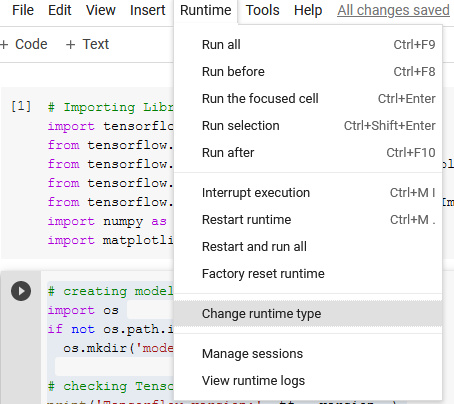 File Edit View Insert Runtime Tools Help All changes saved
+ Code + Text
Run all Ctrl+F9
Run before Ctrl+F8
Run the focused cell Ctrl+Enter
Run selection Ctrl+Shift+Enter
Run after Ctrl+F10
Interrupt execution Ctrl+M I
Restart runtime Ctrl+M .
Restart and run all
Factory reset runtime
Change runtime type
Manage sessions
View runtime logs
[1] # Importing Libr
import tensorflo
from tensorflow.
from tensorflow.
from tensorflow.
from tensorflow.
import numpy as
import matplotli
# creating model
import os
if not os.path.i
os.mkdir('mode
# checking Tenso